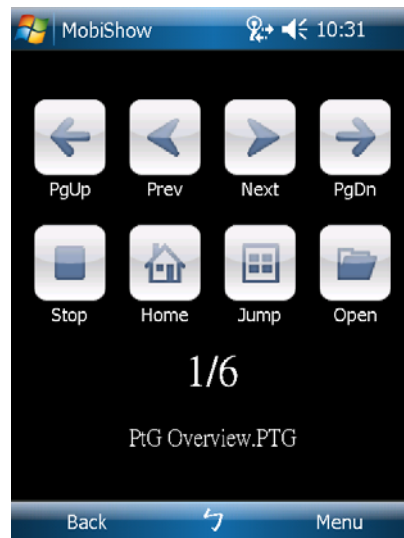 MobiShow 10:31
PgUp Prev Next PgDn
Stop Home Jump Open
1/6
PtG Overview.PTG
Back ㄅ Menu